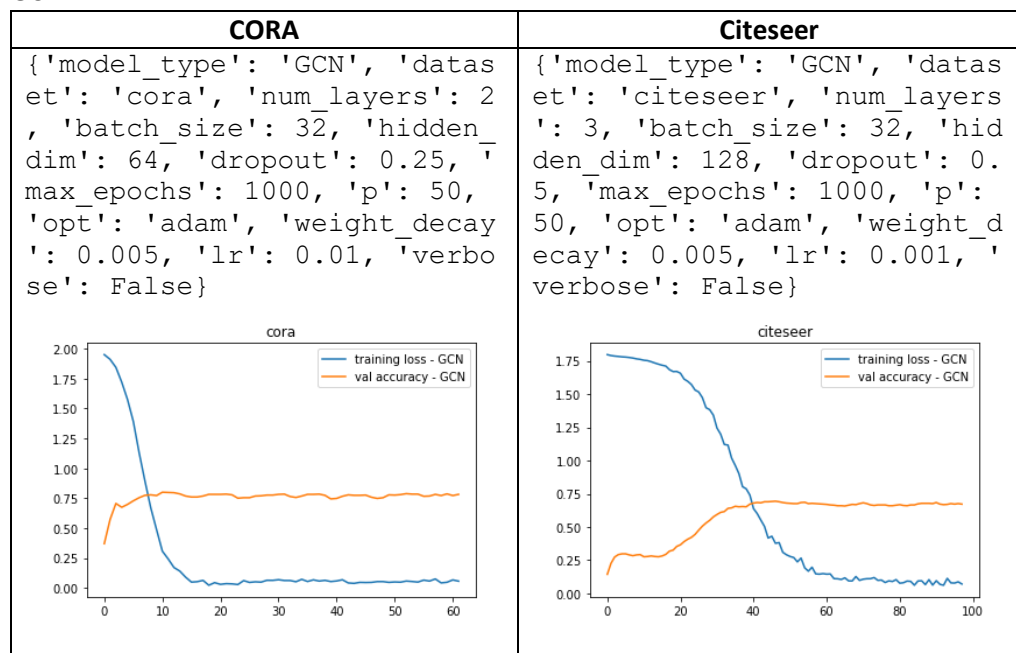 CORA
Citeseer
{'model_type': 'GCN', 'datas
et': 'cora', 'num_layers': 2
, 'batch_size': 32, 'hidden_
dim': 64, 'dropout': 0.25, '
max_epochs': 1000, 'p': 50,
'opt': 'adam', 'weight_decay
': 0.005, 'lr': 0.01, 'verbo
se': False}
{'model_type': 'GCN', 'datas
et': 'citeseer', 'num_layers
': 3, 'batch_size': 32, 'hid
den_dim': 128, 'dropout': 0.
5, 'max_epochs': 1000, 'p':
50, 'opt': 'adam', 'weight_d
ecay': 0.005, 'lr': 0.001, '
verbose': False}
cora
training loss - GCN
val accuracy - GCN
2.00
1.75
1.50
1.25
1.00
0.75
0.50
0.25
0.00
0 10 20 30 40 50 60
citeseer
training loss - GCN
val accuracy - GCN
1.75
1.50
1.25
1.00
0.75
0.50
0.25
0.00
0 20 40 60 80 100